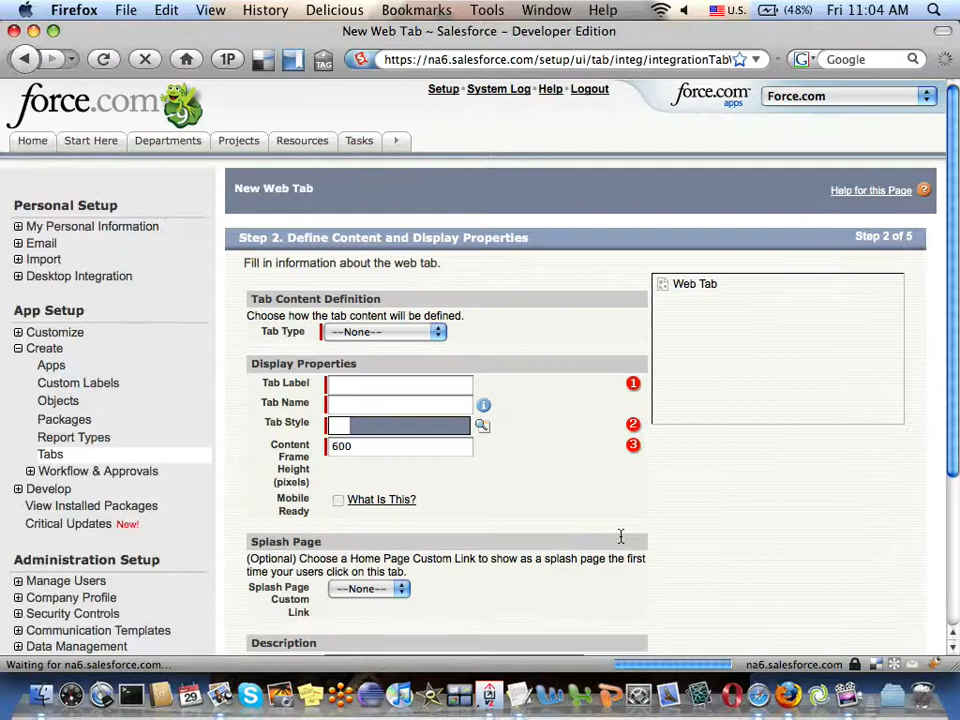 Firefox File Edit View History Delicious Bookmarks Tools Window Help U.S. (48%) Fri 11:04 AM
New Web Tab ~ Salesforce - Developer Edition
1P TAG https://na6.salesforce.com/setup/ui/tab/integ/integrationTab Google
force.com 9
Setup System Log Help Logout
force.com apps
Force.com
Home Start Here Departments Projects Resources Tasks
New Web Tab
Help for this Page ?
Personal Setup
My Personal Information
Email
Import
Desktop Integration
App Setup
Customize
Create
Apps
Custom Labels
Objects
Packages
Report Types
Tabs
Workflow & Approvals
Develop
View Installed Packages
Critical Updates New!
Administration Setup
Manage Users
Company Profile
Security Controls
Communication Templates
Data Management
Step 2. Define Content and Display Properties Step 2 of 5
Fill in information about the web tab.
Tab Content Definition
Choose how the tab content will be defined.
Tab Type --None--
Display Properties
Tab Label 1
Tab Name i
Tab Style 2
Content Frame Height (pixels) 600 3
Mobile Ready What Is This?
Splash Page
(Optional) Choose a Home Page Custom Link to show as a splash page the first
time your users click on this tab.
Splash Page Custom Link --None--
Description
Web Tab
Waiting for na6.salesforce.com... na6.salesforce.com